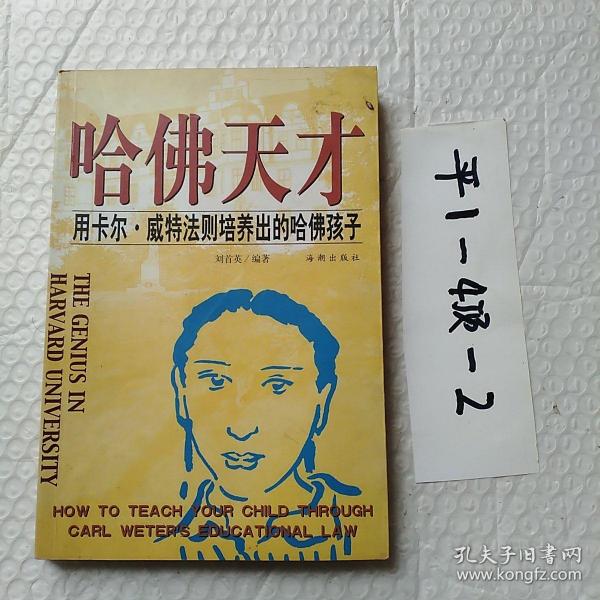 哈佛天才
用卡尔·威特法则培养出的哈佛孩子
刘首英/编著 海潮出版社
THE GENIUS IN
HARVARD UNIVERSITY
HOW TO TEACH YOUR CHILD THROUGH
CARL WETER'S EDUCATIONAL LAW
平1-4床-2
孔夫子旧书网
www.kongfz.com